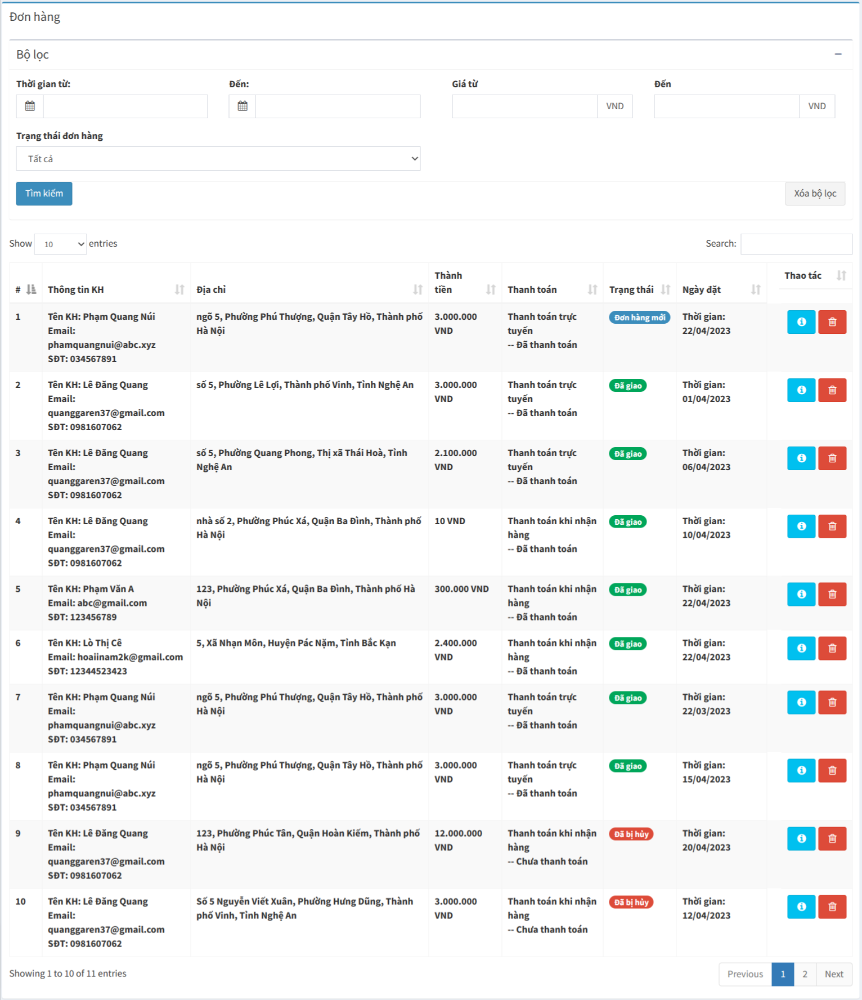 Đơn hàng
Bộ lọc
Thời gian từ: Đến: Giá từ Đến
VND VND
Trạng thái đơn hàng
Tất cả
Tìm kiếm Xóa bộ lọc
Show 10 entries Search:
# Thông tin KH Địa chỉ Thành tiền Thanh toán Trạng thái Ngày đặt Thao tác
1 Tên KH: Phạm Quang Núi ngõ 5, Phường Phú Thượng, Quận Tây Hồ, Thành phố 3.000.000 Thanh toán trực Đơn hàng mới Thời gian:
Email: Hà Nội VND tuyến 22/04/2023
phamquangnui@abc.xyz -- Đã thanh toán
SĐT: 034567891
2 Tên KH: Lê Đăng Quang số 5, Phường Lê Lợi, Thành phố Vinh, Tỉnh Nghệ An 3.000.000 Thanh toán trực Đã giao Thời gian:
Email: VND tuyến 01/04/2023
quanggaren37@gmail.com -- Đã thanh toán
SĐT: 0981607062
3 Tên KH: Lê Đăng Quang số 5, Phường Quang Phong, Thị xã Thái Hoà, Tỉnh 2.100.000 Thanh toán trực Đã giao Thời gian:
Email: Nghệ An VND tuyến 06/04/2023
quanggaren37@gmail.com -- Đã thanh toán
SĐT: 0981607062
4 Tên KH: Lê Đăng Quang nhà số 2, Phường Phúc Xá, Quận Ba Đình, Thành phố 10 VND Thanh toán khi nhận Đã giao Thời gian:
Email: Hà Nội hàng 10/04/2023
quanggaren37@gmail.com -- Đã thanh toán
SĐT: 0981607062
5 Tên KH: Phạm Văn A 123, Phường Phúc Xá, Quận Ba Đình, Thành phố Hà 300.000 VND Thanh toán khi nhận Đã giao Thời gian:
Email: abc@gmail.com Nội hàng 22/04/2023
SĐT: 123456789 -- Đã thanh toán
6 Tên KH: Lò Thị Cê 5, Xã Nhạn Môn, Huyện Pác Nặm, Tỉnh Bắc Kạn 2.400.000 Thanh toán khi nhận Đã giao Thời gian:
Email: hoaiinam2k@gmail.com VND hàng 22/04/2023
SĐT: 12344523423 -- Đã thanh toán
7 Tên KH: Phạm Quang Núi ngõ 5, Phường Phú Thượng, Quận Tây Hồ, Thành phố 3.000.000 Thanh toán trực Đã giao Thời gian:
Email: Hà Nội VND tuyến 22/03/2023
phamquangnui@abc.xyz -- Đã thanh toán
SĐT: 034567891
8 Tên KH: Phạm Quang Núi ngõ 5, Phường Phú Thượng, Quận Tây Hồ, Thành phố 3.000.000 Thanh toán trực Đã giao Thời gian:
Email: Hà Nội VND tuyến 15/04/2023
phamquangnui@abc.xyz -- Đã thanh toán
SĐT: 034567891
9 Tên KH: Lê Đăng Quang 123, Phường Phúc Tân, Quận Hoàn Kiếm, Thành phố 12.000.000 Thanh toán khi nhận Đã bị hủy Thời gian:
Email: Hà Nội VND hàng 20/04/2023
quanggaren37@gmail.com -- Chưa thanh toán
SĐT: 0981607062
10 Tên KH: Lê Đăng Quang Số 5 Nguyễn Viết Xuân, Phường Hưng Dũng, Thành 3.000.000 Thanh toán khi nhận Đã bị hủy Thời gian:
Email: phố Vinh, Tỉnh Nghệ An VND hàng 12/04/2023
quanggaren37@gmail.com -- Chưa thanh toán
SĐT: 0981607062
Showing 1 to 10 of 11 entries Previous 1 2 Next